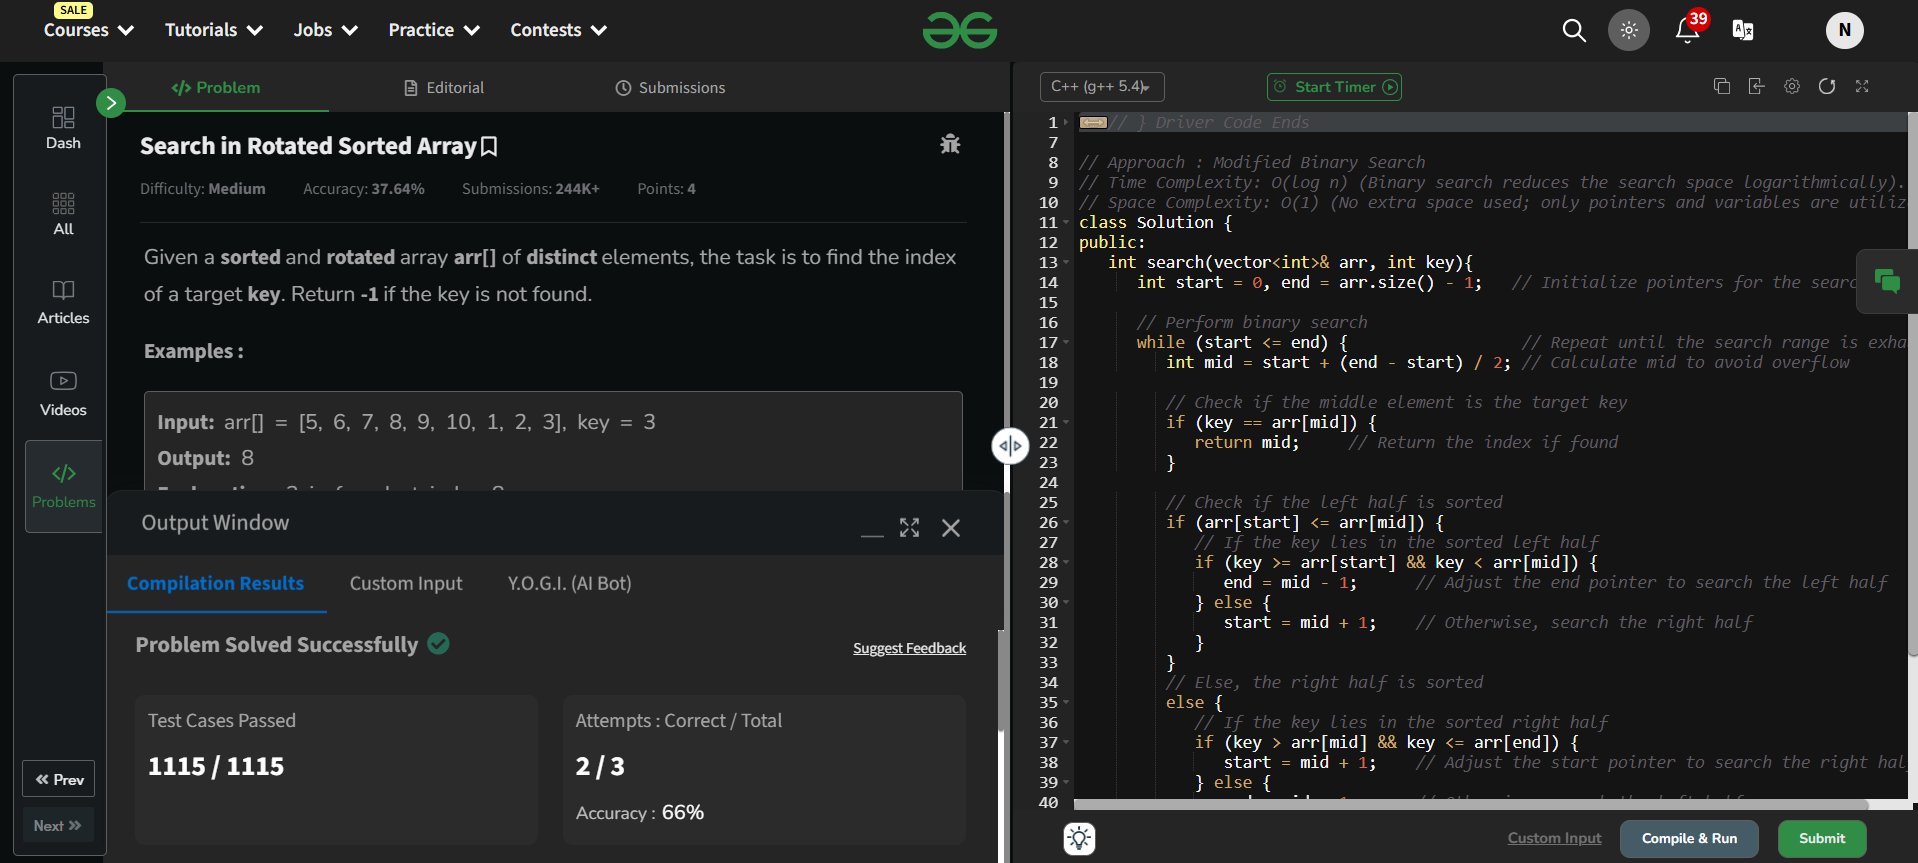 SALE
Courses Tutorials Jobs Practice Contests
39
N
Dash
All
Articles
Videos
Problems
Prev
Next
</> Problem Editorial Submissions
Search in Rotated Sorted Array
Difficulty: Medium Accuracy: 37.64% Submissions: 244K+ Points: 4
Given a sorted and rotated array arr[] of distinct elements, the task is to find the index
of a target key. Return -1 if the key is not found.
Examples :
Input: arr[] = [5, 6, 7, 8, 9, 10, 1, 2, 3], key = 3
Output: 8
Output Window
Compilation Results Custom Input Y.O.G.I. (AI Bot)
Problem Solved Successfully
Suggest Feedback
Test Cases Passed
1115 / 1115
Attempts : Correct / Total
2 / 3
Accuracy : 66%
C++ (g++ 5.4)
Start Timer
1 // } Driver Code Ends
7
8 // Approach : Modified Binary Search
9 // Time Complexity: O(log n) (Binary search reduces the search space logarithmically).
10 // Space Complexity: O(1) (No extra space used; only pointers and variables are utiliz
11 class Solution {
12 public:
13 int search(vector<int>& arr, int key){
14 int start = 0, end = arr.size() - 1; // Initialize pointers for the searc
15
16 // Perform binary search
17 while (start <= end) { // Repeat until the search range is exha
18 int mid = start + (end - start) / 2; // Calculate mid to avoid overflow
19
20 // Check if the middle element is the target key
21 if (key == arr[mid]) {
22 return mid; // Return the index if found
23 }
24
25 // Check if the left half is sorted
26 if (arr[start] <= arr[mid]) {
27 // If the key lies in the sorted left half
28 if (key >= arr[start] && key < arr[mid]) {
29 end = mid - 1; // Adjust the end pointer to search the left half
30 } else {
31 start = mid + 1; // Otherwise, search the right half
32 }
33 }
34 // Else, the right half is sorted
35 else {
36 // If the key lies in the sorted right half
37 if (key > arr[mid] && key <= arr[end]) {
38 start = mid + 1; // Adjust the start pointer to search the right hal
39 } else {
40
Custom Input Compile & Run Submit